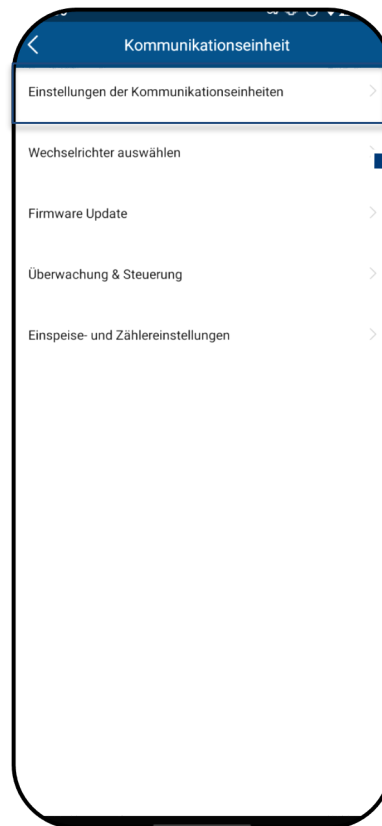 Kommunikationseinheit
Einstellungen der Kommunikationseinheiten
Wechselrichter auswählen
Firmware Update
Überwachung & Steuerung
Einspeise- und Zählereinstellungen